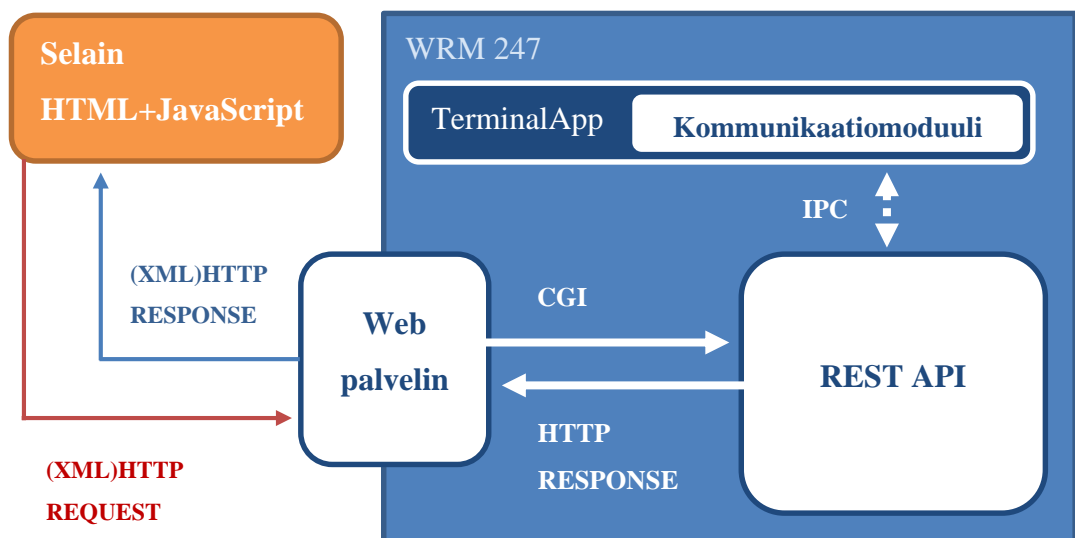 Selain
HTML+JavaScript
WRM 247
TerminalApp
Kommunikaatiomoduuli
IPC
(XML)HTTP
RESPONSE
Web
palvelin
CGI
REST API
HTTP
RESPONSE
(XML)HTTP
REQUEST